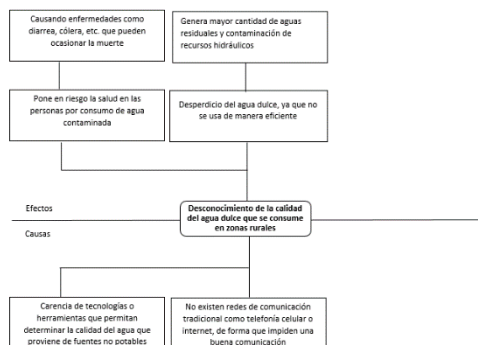 Causando enfermedades como
diarrea, cólera, etc. que pueden
ocasionar la muerte
Genera mayor cantidad de aguas
residuales y contaminación de
recursos hidráulicos
Pone en riesgo la salud en las
personas por consumo de agua
contaminada
Desperdicio del agua dulce, ya que no
se usa de manera eficiente
Efectos
Desconocimiento de la calidad
del agua dulce que se consume
en zonas rurales
Causas
Carencia de tecnologías o
herramientas que permitan
determinar la calidad del agua que
proviene de fuentes no potables
No existen redes de comunicación
tradicional como telefonía celular o
internet, de forma que impiden una
buena comunicación